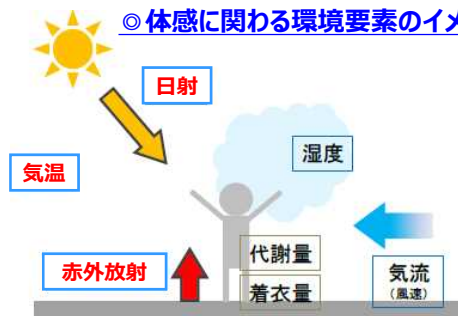 ◎体感に関わる環境要素のイメ
日射
湿度
気温
代謝量
赤外放射
着衣量
気流
(風速)